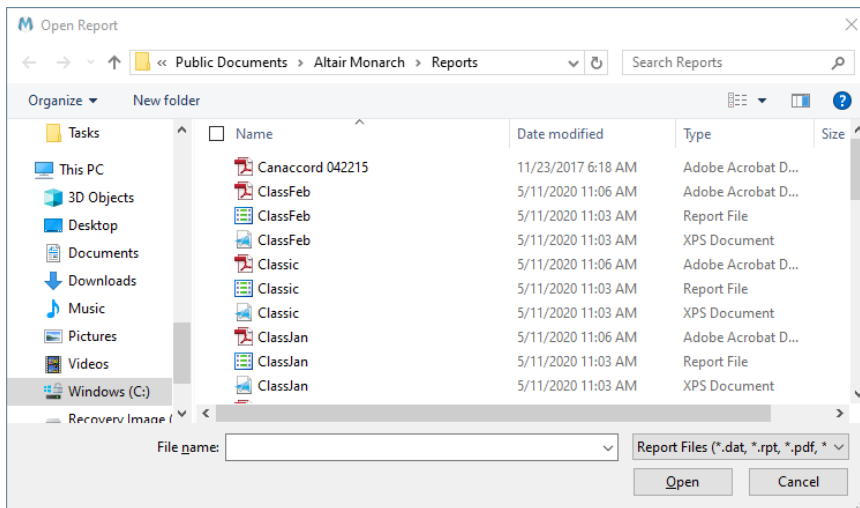 Open Report
« Public Documents > Altair Monarch > Reports
Search Reports
Organize
New folder
Name Date modified Type Size
Tasks
This PC
3D Objects
Desktop
Documents
Downloads
Music
Pictures
Videos
Windows (C:)
Recovery Image (
Canaccord 042215 11/23/2017 6:18 AM Adobe Acrobat D...
ClassFeb 5/11/2020 11:06 AM Adobe Acrobat D...
ClassFeb 5/11/2020 11:03 AM Report File
ClassFeb 5/11/2020 11:03 AM XPS Document
Classic 5/11/2020 11:06 AM Adobe Acrobat D...
Classic 5/11/2020 11:03 AM Report File
Classic 5/11/2020 11:03 AM XPS Document
ClassJan 5/11/2020 11:06 AM Adobe Acrobat D...
ClassJan 5/11/2020 11:03 AM Report File
ClassJan 5/11/2020 11:03 AM XPS Document
File name:
Report Files (*.dat, *.rpt, *.pdf, *
Open
Cancel